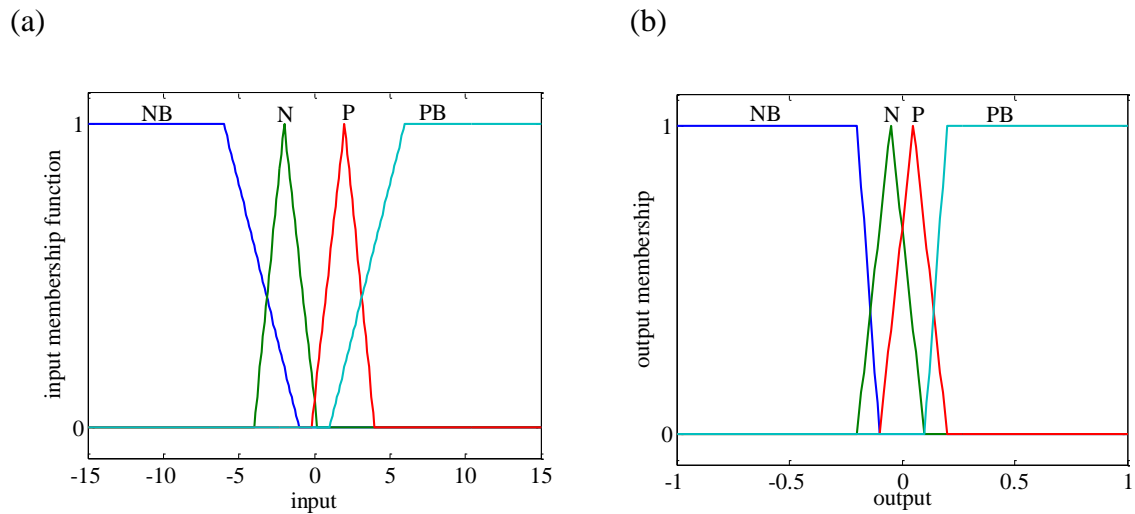 (a)
(b)
NB N P PB
1
0
input membership function
-15 -10 -5 0 5 10 15
input
NB N P PB
1
0
output membership
-1 -0.5 0 0.5 1
output